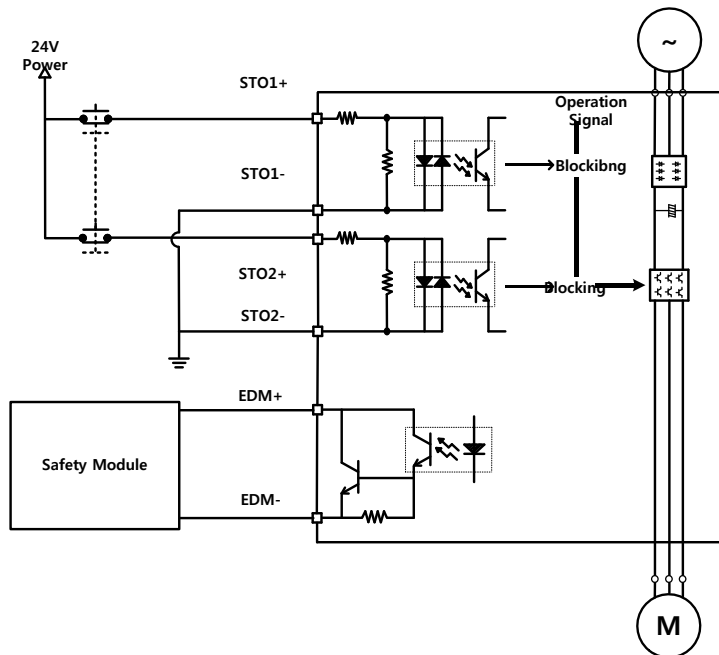 24V
Power
~
STO1+
Operation
Signal
STO1-
Blockibng
STO2+
Blocking
STO2-
EDM+
Safety Module
EDM-
M